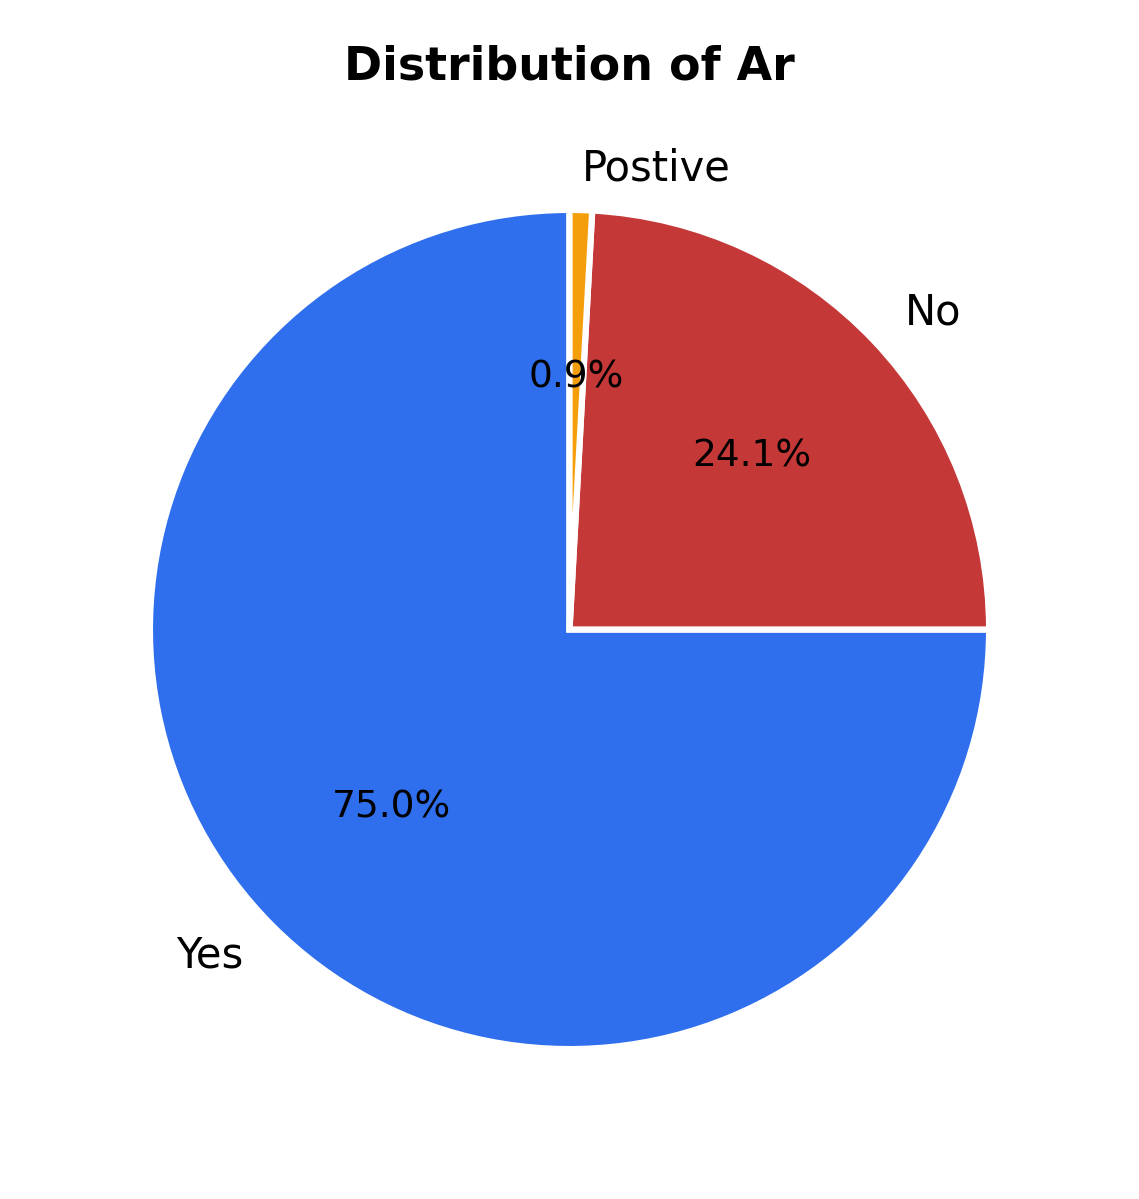 Distribution of Ar
Postive
No
0.9%
24.1%
75.0%
Yes